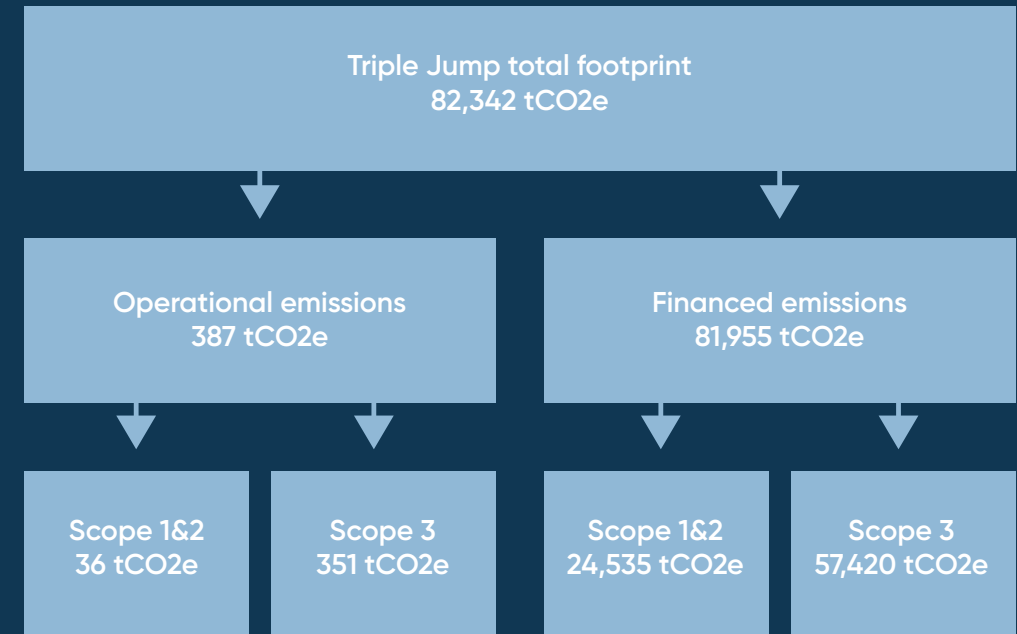 Triple Jump total footprint
82,342 tCO2e
Operational emissions
387 tCO2e
Financed emissions
81,955 tCO2e
Scope 1&2
36 tCO2e
Scope 3
351 tCO2e
Scope 1&2
24,535 tCO2e
Scope 3
57,420 tCO2e